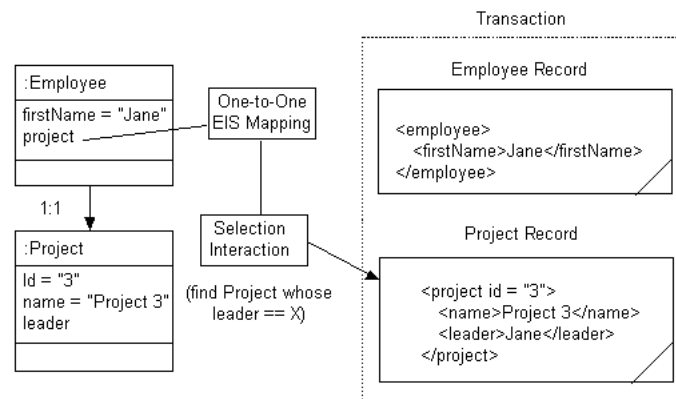 Transaction
:Employee
firstName = "Jane"
project
One-to-One
EIS Mapping
Employee Record
<employee>
<firstName>Jane</firstName>
</employee>
1:1
:Project
Id = "3"
name = "Project 3"
leader
Selection
Interaction
(find Project whose
leader == X)
Project Record
<project id = "3">
<name>Project 3</name>
<leader>Jane</leader>
</project>